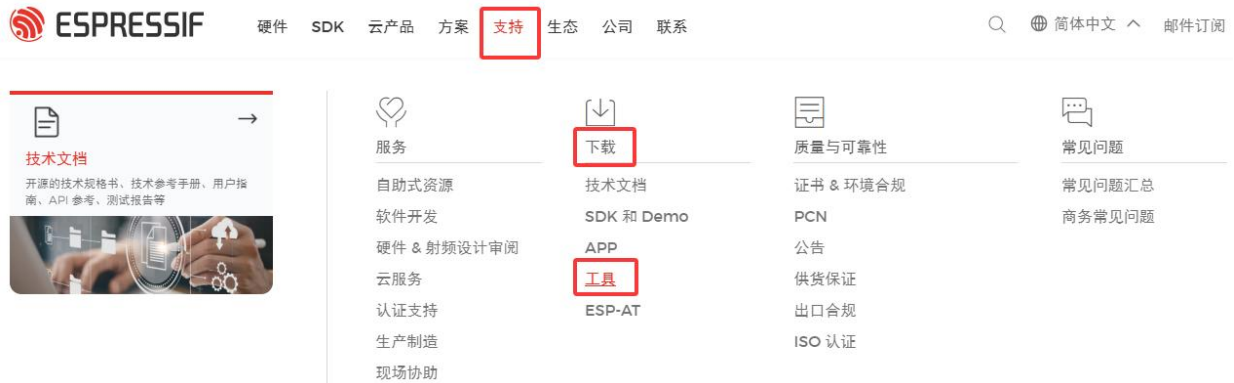 ESPRESSIF 硬件 SDK 云产品 方案 支持 生态 公司 联系 简体中文 邮件订阅
技术文档
开源的技术规格书、技术参考手册、用户指
南、API 参考、测试报告等
服务
自助式资源
软件开发
硬件 & 射频设计审阅
云服务
认证支持
生产制造
现场协助
下载
技术文档
SDK 和 Demo
APP
工具
ESP-AT
质量与可靠性
证书 & 环境合规
PCN
公告
供货保证
出口合规
ISO 认证
常见问题
常见问题汇总
商务常见问题